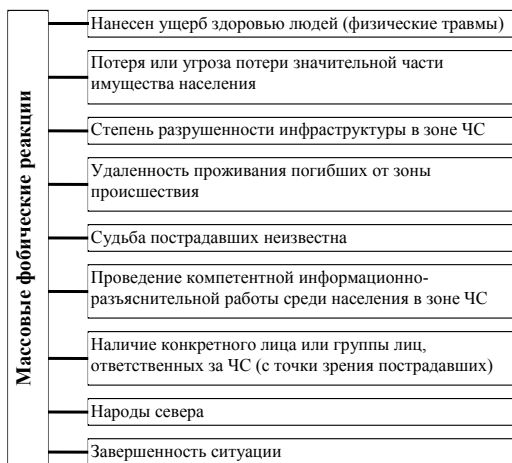 Массовые фобические реакции
Нанесен ущерб здоровью людей (физические травмы)
Потеря или угроза потери значительной части
имущества населения
Степень разрушенности инфраструктуры в зоне ЧС
Удаленность проживания погибших от зоны
происшествия
Судьба пострадавших неизвестна
Проведение компетентной информационно-
разъяснительной работы среди населения в зоне ЧС
Наличие конкретного лица или группы лиц,
ответственных за ЧС (с точки зрения пострадавших)
Народы севера
Завершенность ситуации